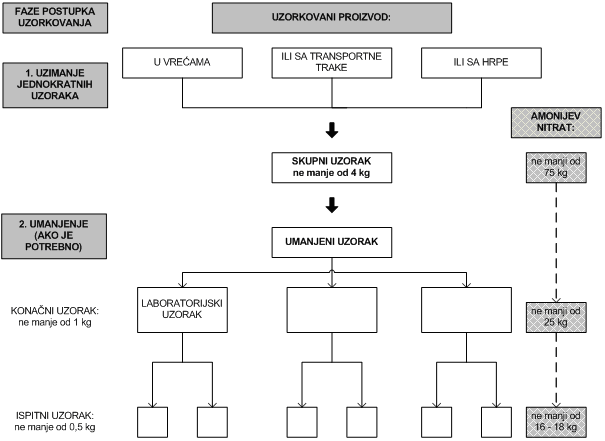 FAZE POSTUPKA
UZORKOVANJA
UZORKOVANI PROIZVOD:
1. UZIMANJE
JEDNOKRATNIH
UZORAKA
U VREĆAMA
ILI SA TRANSPORTNE
TRAKE
ILI SA HRPE
AMONIJEV
NITRAT:
SKUPNI UZORAK
ne manje od 4 kg
ne manji od
75 kg
2. UMANJENJE
(AKO JE
POTREBNO)
UMANJENI UZORAK
KONAČNI UZORAK:
ne manje od 1 kg
LABORATORIJSKI
UZORAK
ne manji od
25 kg
ISPITNI UZORAK:
ne manje od 0,5 kg
ne manji od
16 - 18 kg